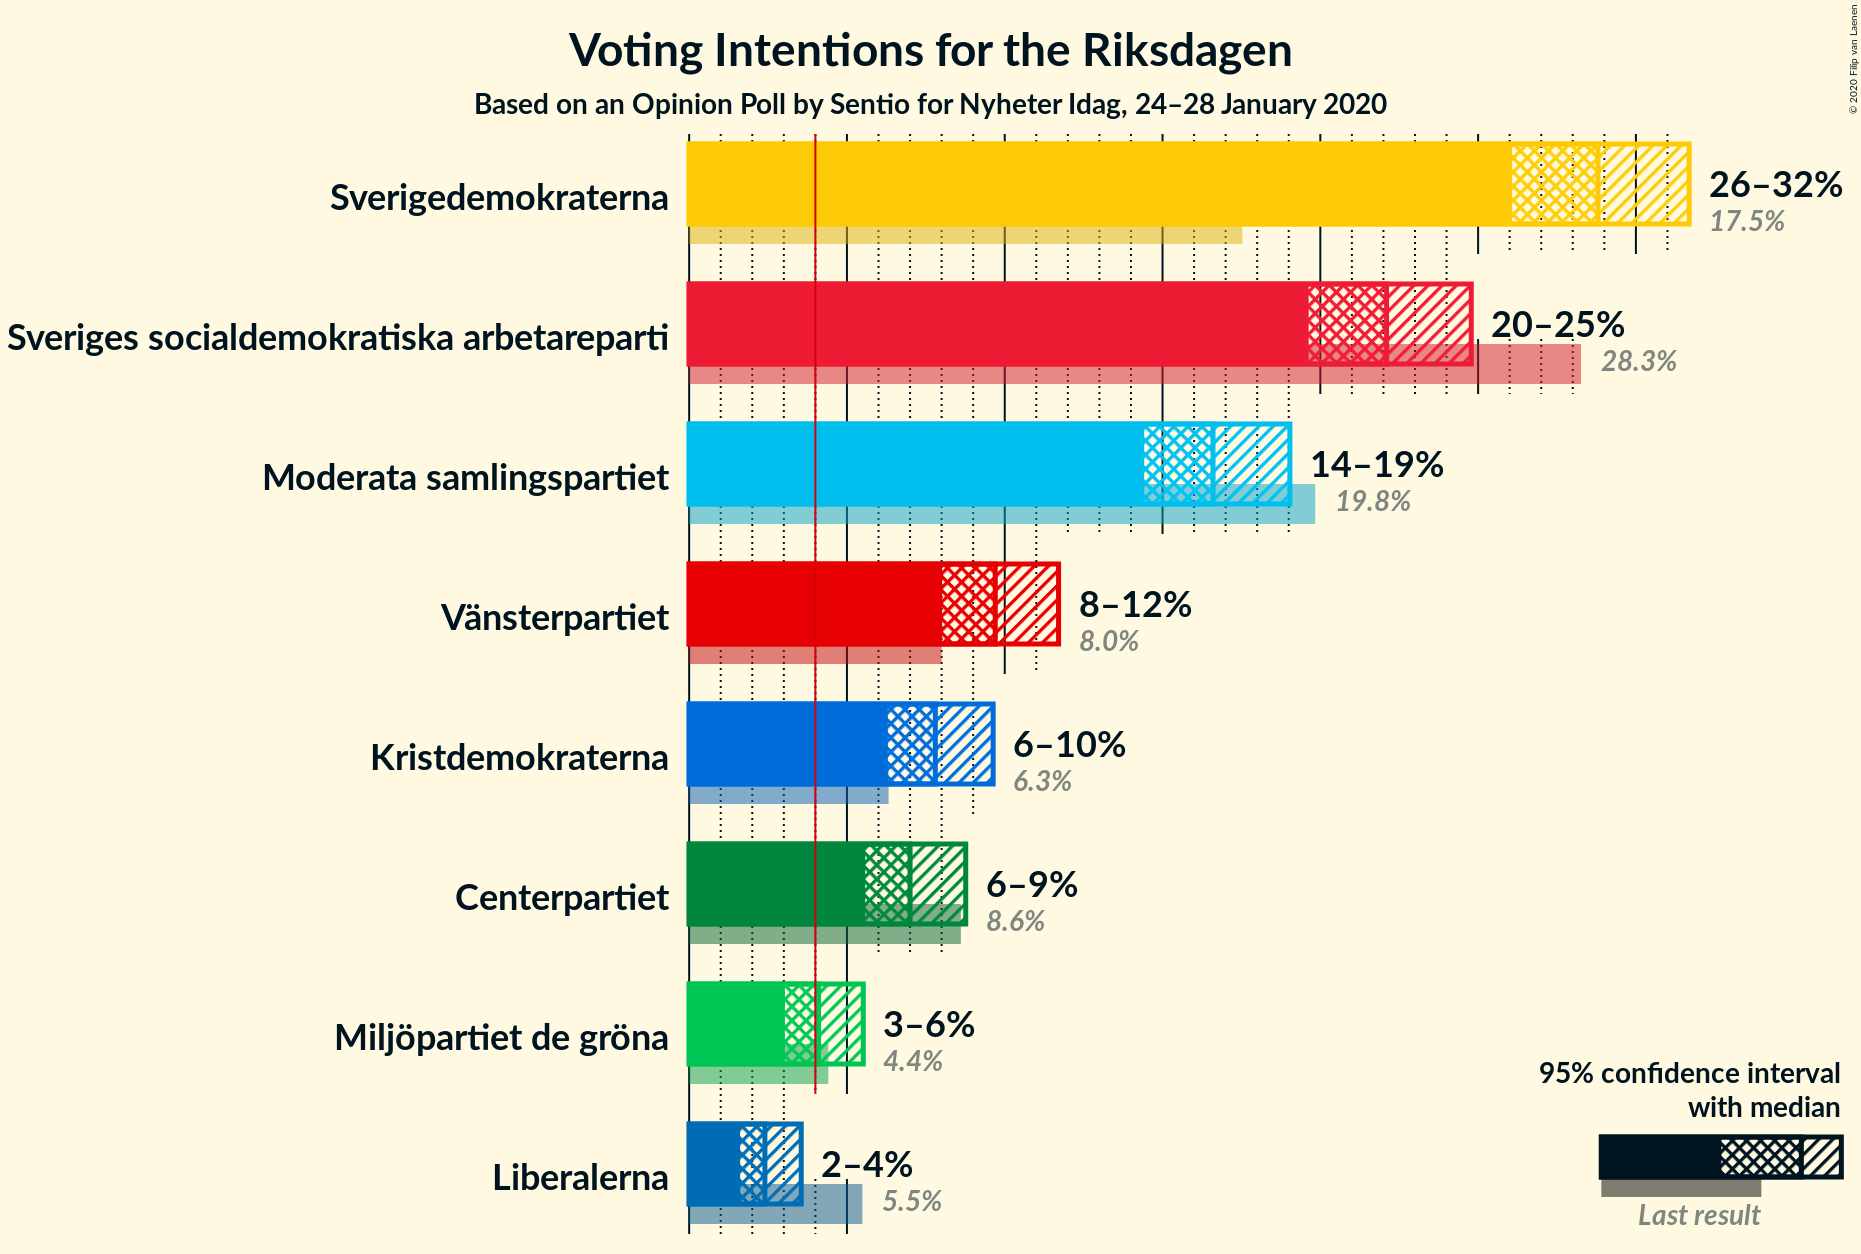 Voting Intentions for the Riksdagen
Based on an Opinion Poll by Sentio for Nyheter Idag, 24–28 January 2020
© 2020 Filip van Laenen
Sverigedemokraterna
26–32%
17.5%
Sveriges socialdemokratiska arbetareparti
20–25%
28.3%
Moderata samlingspartiet
14–19%
19.8%
Vänsterpartiet
8–12%
8.0%
Kristdemokraterna
6–10%
6.3%
Centerpartiet
6–9%
8.6%
Miljöpartiet de gröna
3–6%
4.4%
Liberalerna
2–4%
5.5%
95% confidence interval
with median
Last result